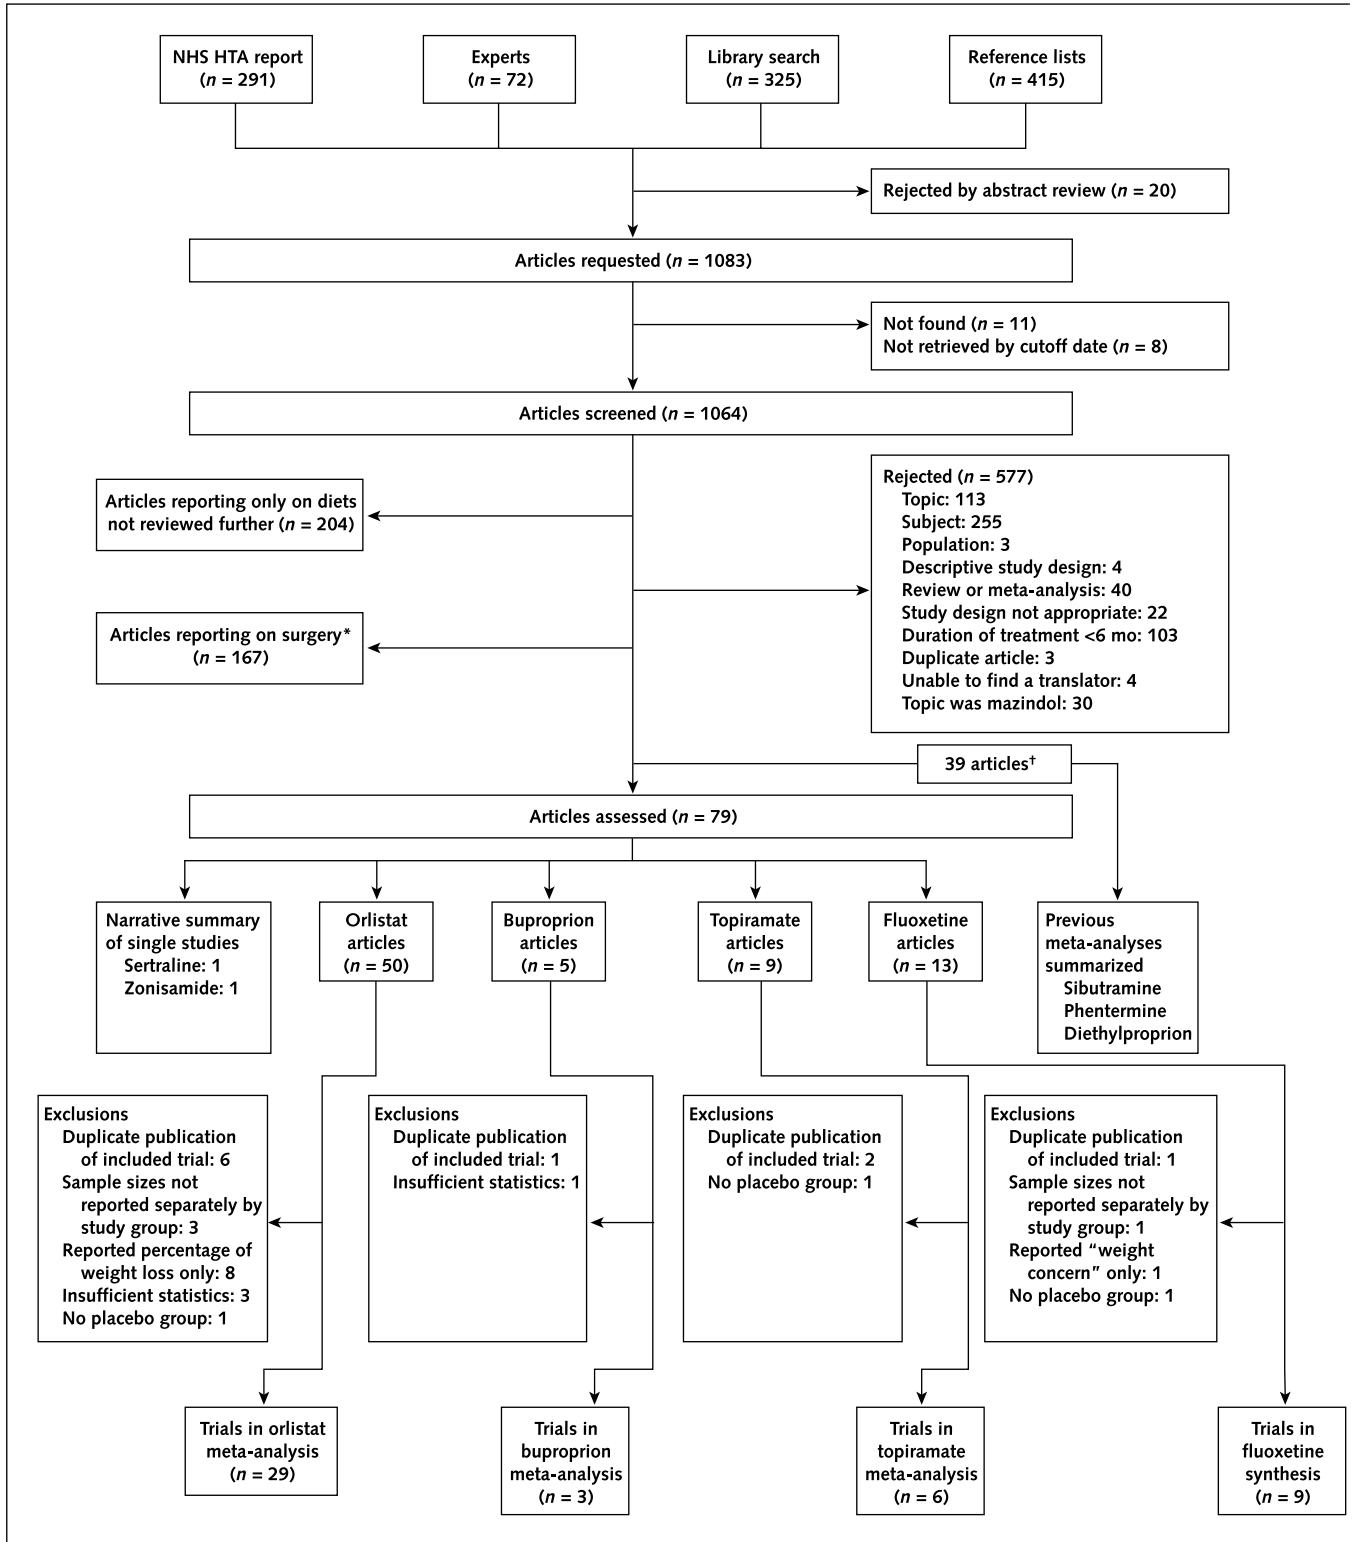 NHS HTA report
(n = 291)
Experts
(n = 72)
Library search
(n = 325)
Reference lists
(n = 415)
Rejected by abstract review (n = 20)
Articles requested (n = 1083)
Not found (n = 11)
Not retrieved by cutoff date (n = 8)
Articles screened (n = 1064)
Articles reporting only on diets
not reviewed further (n = 204)
Rejected (n = 577)
Topic: 113
Subject: 255
Population: 3
Descriptive study design: 4
Review or meta-analysis: 40
Study design not appropriate: 22
Duration of treatment <6 mo: 103
Duplicate article: 3
Unable to find a translator: 4
Topic was mazindol: 30
Articles reporting on surgery*
(n = 167)
39 articles†
Articles assessed (n = 79)
Narrative summary
of single studies
Sertraline: 1
Zonisamide: 1
Orlistat
articles
(n = 50)
Buproprion
articles
(n = 5)
Topiramate
articles
(n = 9)
Fluoxetine
articles
(n = 13)
Previous
meta-analyses
summarized
Sibutramine
Phentermine
Diethylproprion
Exclusions
Duplicate publication
of included trial: 6
Sample sizes not
reported separately by
study group: 3
Reported percentage of
weight loss only: 8
Insufficient statistics: 3
No placebo group: 1
Exclusions
Duplicate publication
of included trial: 1
Insufficient statistics: 1
Exclusions
Duplicate publication
of included trial: 2
No placebo group: 1
Exclusions
Duplicate publication
of included trial: 1
Sample sizes not
reported separately by
study group: 1
Reported “weight
concern” only: 1
No placebo group: 1
Trials in orlistat
meta-analysis
(n = 29)
Trials in
buproprion
meta-analysis
(n = 3)
Trials in
topiramate
meta-analysis
(n = 6)
Trials in
fluoxetine
synthesis
(n = 9)